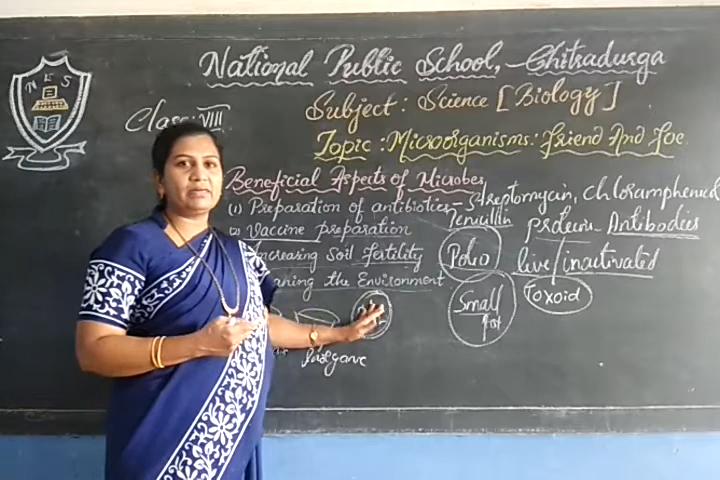 N E S
National Public School, - Chitradurga
Class VIII
Subject : Science [Biology]
Topic : Microorganisms : Friend And Foe
Beneficial Aspects of Microbes
(1) Preparation of antibiotics - Streptomycin, Chloramphenicol
Penicillin
(2) Vaccine preparation
Proteins - Antibodies
Increasing Soil Fertility
Polio
live/inactivated
the Environment
Small
pox
Toxoid